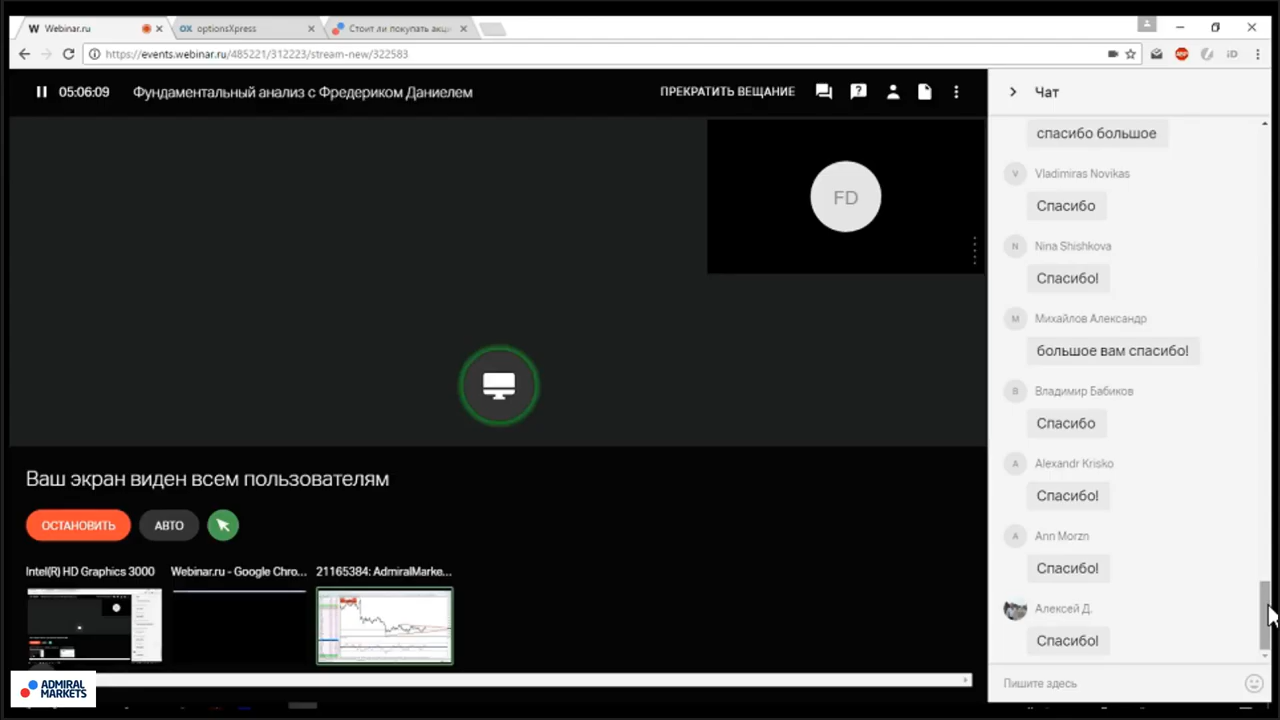 Webinar.ru
optionsXpress
Стоит ли покупать акци
https://events.webinar.ru/485221/312223/stream-new/322583
ABP
iD
05:06:09
Фундаментальный анализ с Фредериком Даниелем
ПРЕКРАТИТЬ ВЕЩАНИЕ
FD
Ваш экран виден всем пользователям
ОСТАНОВИТЬ
АВТО
Intel(R) HD Graphics 3000
Webinar.ru - Google Chro...
21165384: AdmiralMarke...
ADMIRAL
MARKETS
Чат
спасибо большое
V
Vladimiras Novikas
Спасибо
N
Nina Shishkova
Спасибо!
М
Михайлов Александр
большое вам спасибо!
В
Владимир Бабиков
Спасибо
A
Alexandr Krisko
Спасибо!
A
Ann Morzn
Спасибо!
Алексей Д.
Спасибо!
Пишите здесь